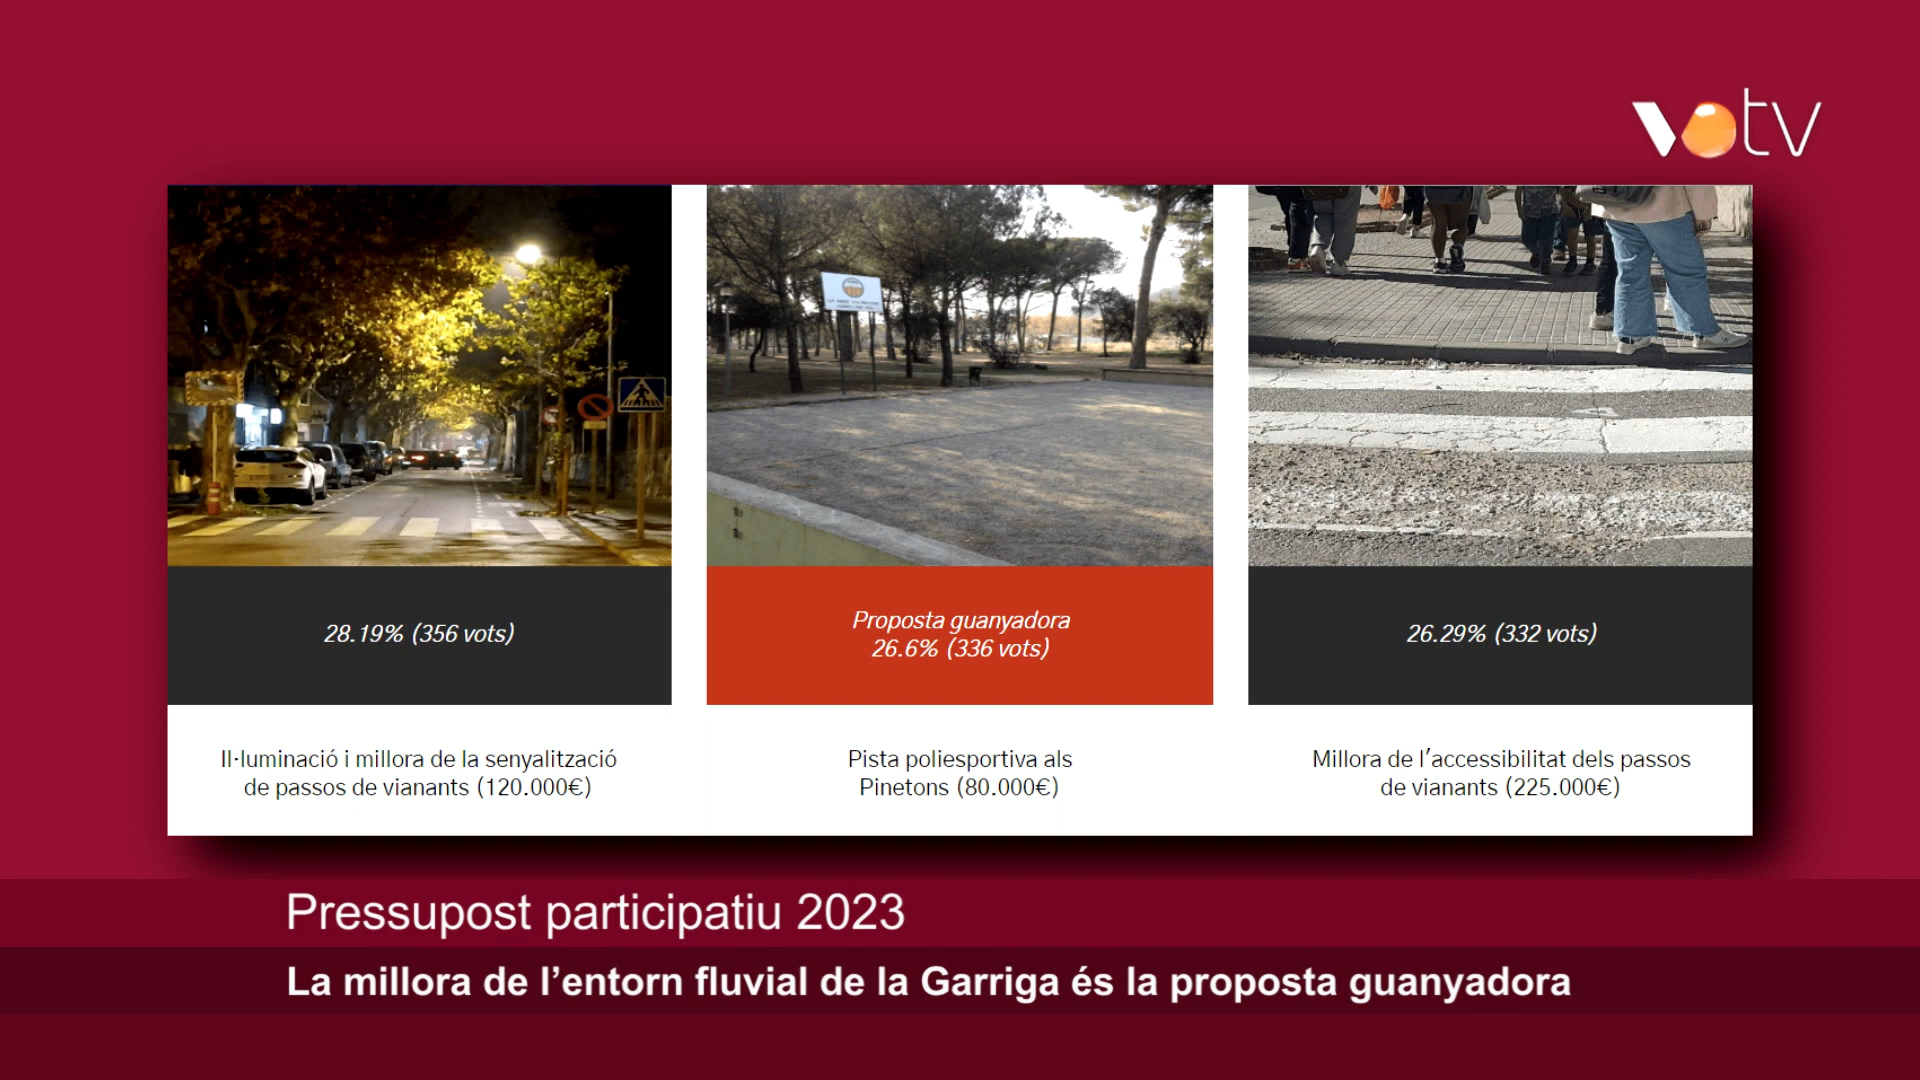 votv
28.19% (356 vots)
Proposta guanyadora
26.6% (336 vots)
26.29% (332 vots)
Il·luminació i millora de la senyalització
de passos de vianants (120.000€)
Pista poliesportiva als
Pinetons (80.000€)
Millora de l'accessibilitat dels passos
de vianants (225.000€)
Pressupost participatiu 2023
La millora de l’entorn fluvial de la Garriga és la proposta guanyadora